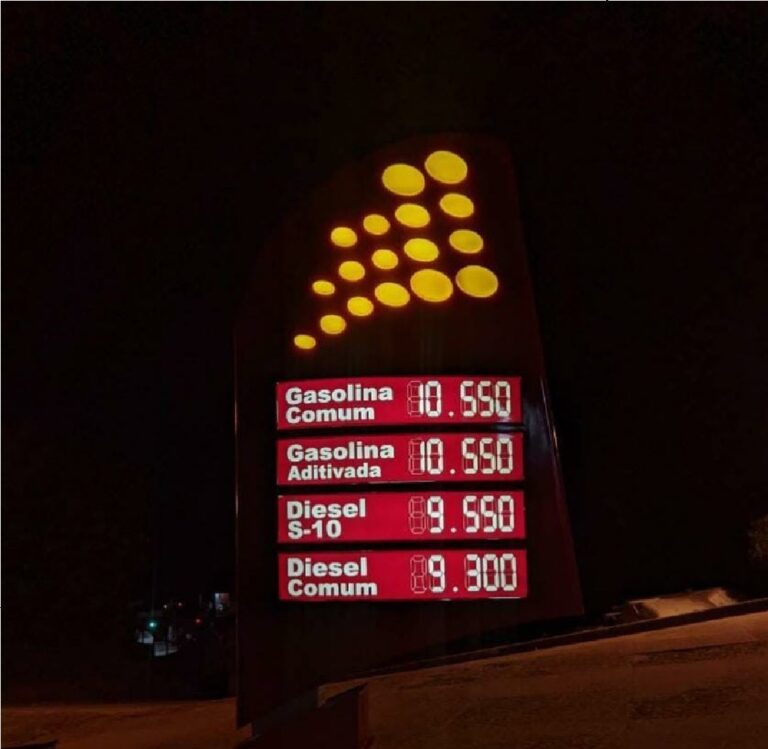 Gasolina 10.550
Comum
Gasolina 10.550
Aditivada
Diesel 9.550
S-10
Diesel 9.300
Comum